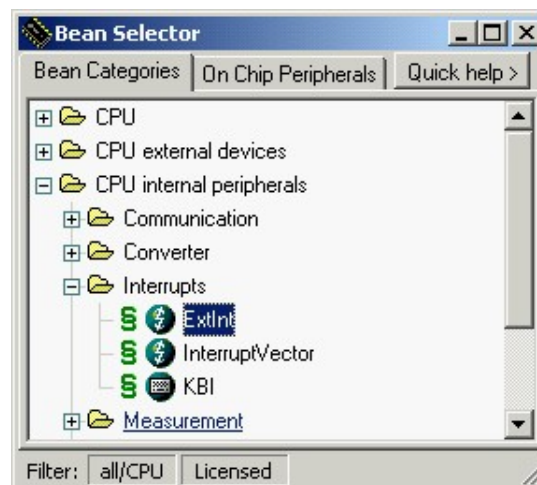 Bean Selector
Bean Categories On Chip Peripherals Quick help >
CPU
CPU external devices
CPU internal peripherals
Communication
Converter
Interrupts
ExtInt
InterruptVector
KBI
Measurement
Filter: all/CPU Licensed